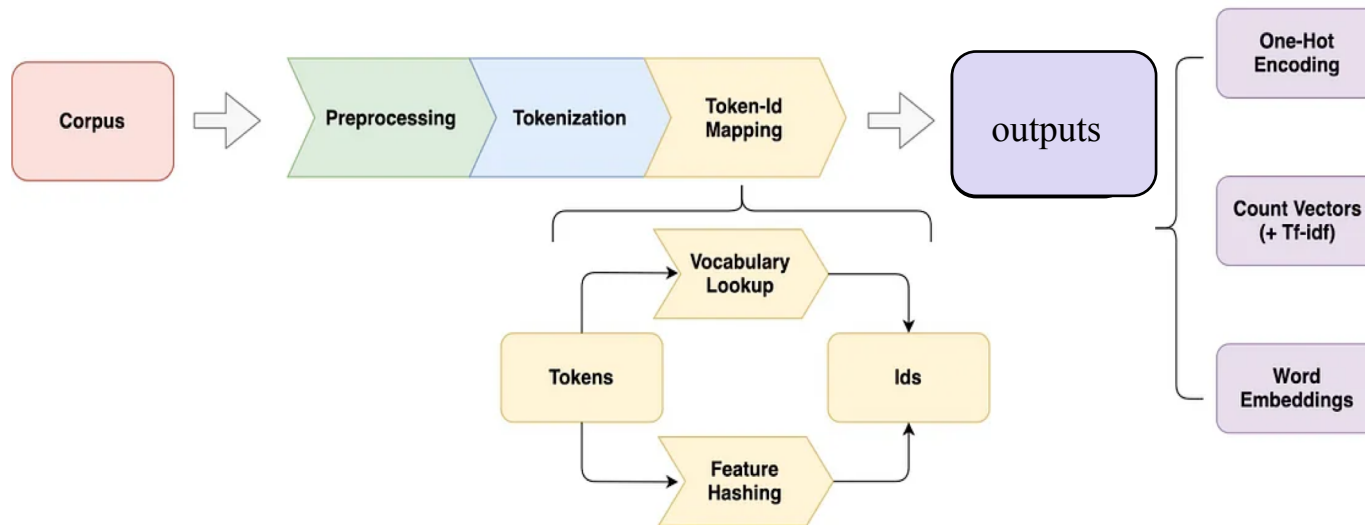 Corpus
Preprocessing
Tokenization
Token-Id
Mapping
outputs
One-Hot
Encoding
Count Vectors
(+ Tf-idf)
Word
Embeddings
Vocabulary
Lookup
Tokens
Ids
Feature
Hashing